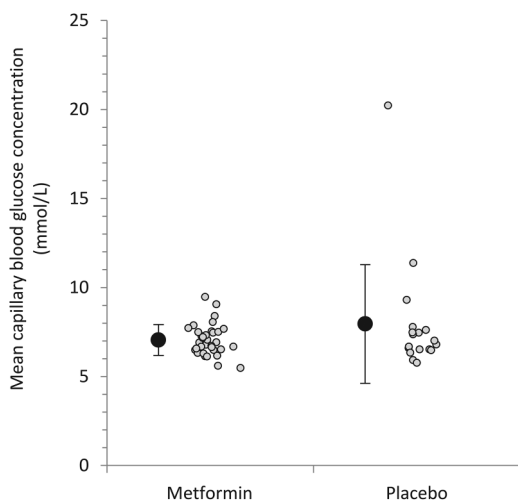 Mean capillary blood glucose concentration
(mmol/L)
25
20
15
10
5
0
Metformin
Placebo